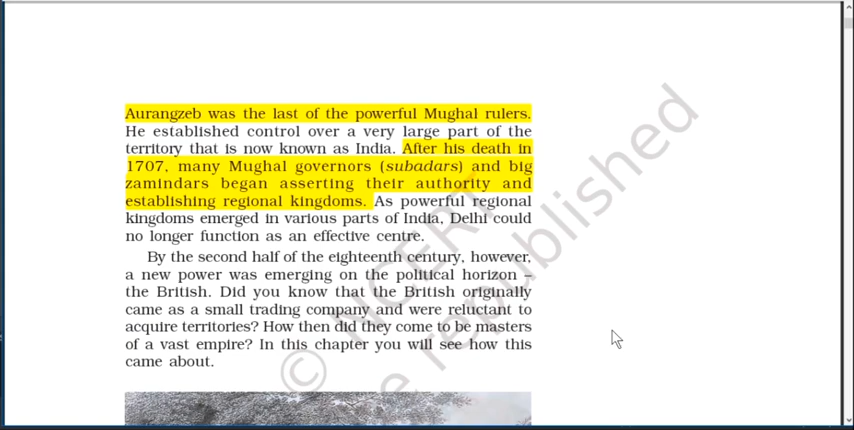 Aurangzeb was the last of the powerful Mughal rulers.
He established control over a very large part of the
territory that is now known as India. After his death in
1707, many Mughal governors (subadars) and big
zamindars began asserting their authority and
establishing regional kingdoms. As powerful regional
kingdoms emerged in various parts of India, Delhi could
no longer function as an effective centre.
By the second half of the eighteenth century, however,
a new power was emerging on the political horizon –
the British. Did you know that the British originally
came as a small trading company and were reluctant to
acquire territories? How then did they come to be masters
of a vast empire? In this chapter you will see how this
came about.
© NCERT
republished